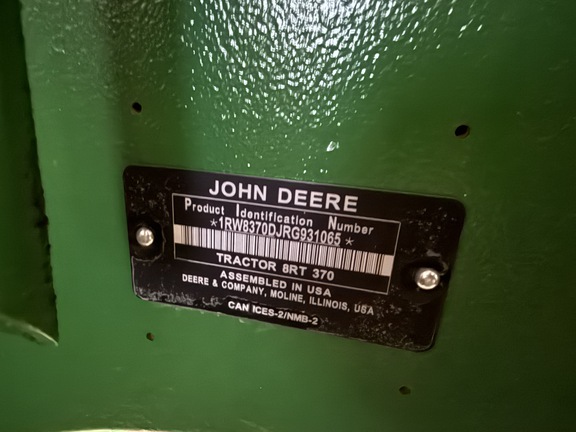 JOHN DEERE
Product Identification Number
*1RW8370DJRG931065*
TRACTOR 8RT 370
ASSEMBLED IN USA
DEERE & COMPANY, MOLINE, ILLINOIS, USA
CAN ICES-2/NMB-2